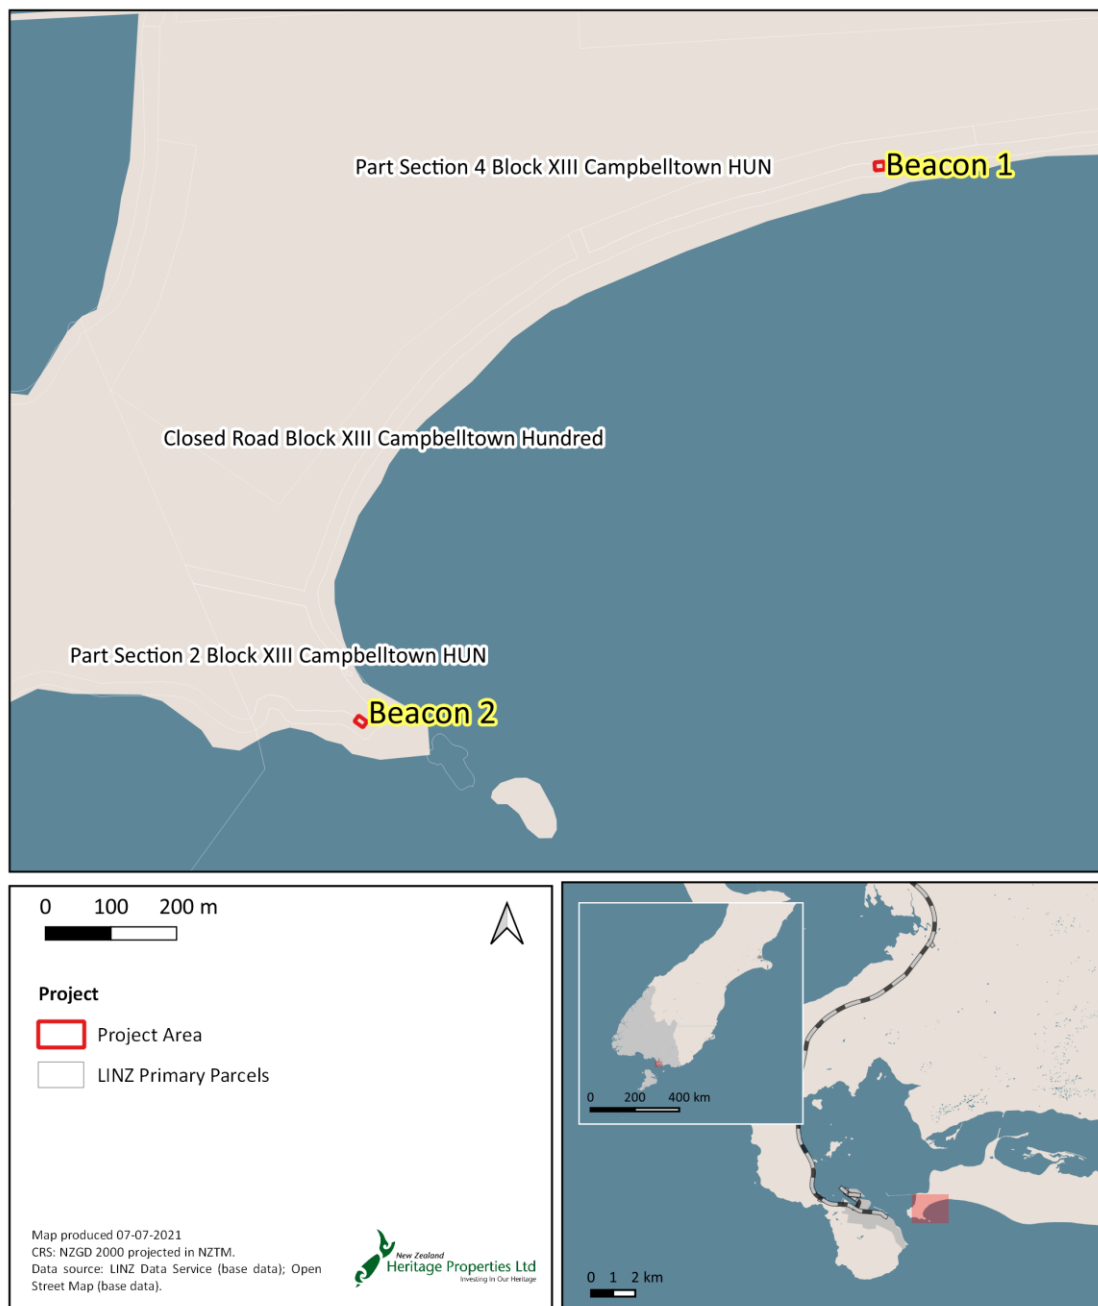 Part Section 4 Block XIII Campbelltown HUN
Beacon 1
Closed Road Block XIII Campbelltown Hundred
Part Section 2 Block XIII Campbelltown HUN
Beacon 2
0 100 200 m
Project
Project Area
LINZ Primary Parcels
Map produced 07-07-2021
CRS: NZGD 2000 projected in NZTM.
Data source: LINZ Data Service (base data); Open
Street Map (base data).
New Zealand
Heritage Properties Ltd
Investing In Our Heritage
0 200 400 km
0 1 2 km